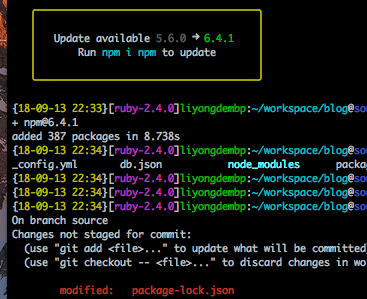 Update available 5.6.0 → 6.4.1
Run npm i npm to update
{18-09-13 22:33}[ruby-2.4.0]liyongdembp:~/workspace/blog@so
+ npm@6.4.1
added 387 packages in 8.738s
{18-09-13 22:34}[ruby-2.4.0]liyongdembp:~/workspace/blog@so
_config.yml db.json node_modules packa
{18-09-13 22:34}[ruby-2.4.0]liyongdembp:~/workspace/blog@so
{18-09-13 22:34}[ruby-2.4.0]liyongdembp:~/workspace/blog@so
On branch source
Changes not staged for commit:
(use "git add <file>..." to update what will be committed)
(use "git checkout -- <file>..." to discard changes in wo
modified: package-lock.json